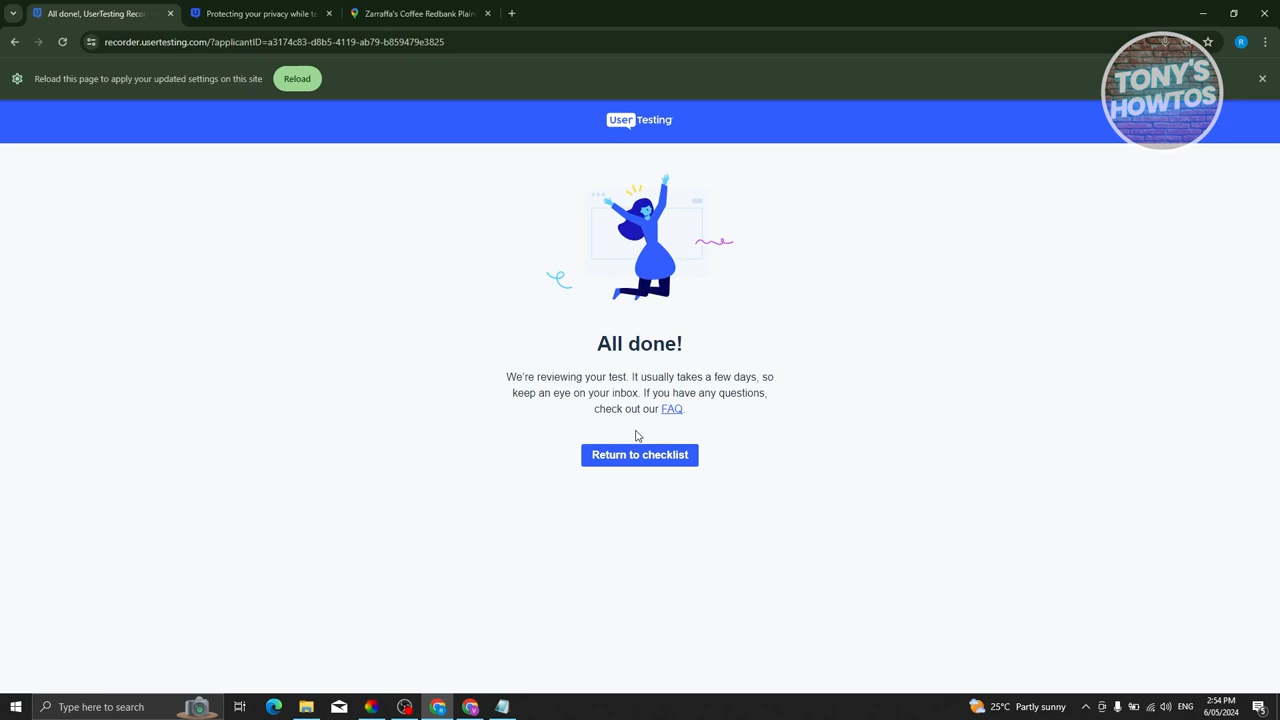 All done!, UserTesting Reco
Protecting your privacy while te
Zarraffa's Coffee Redbank Plain
recorder.usertesting.com/?applicantID=a3174c83-d8b5-4119-ab79-b859479e3825
R
Reload this page to apply your updated settings on this site
Reload
TONY'S
HOWTOS
User Testing
All done!
We're reviewing your test. It usually takes a few days, so
keep an eye on your inbox. If you have any questions,
check out our FAQ.
Return to checklist
Type here to search
25°C Partly sunny
2:54 PM
6/05/2024